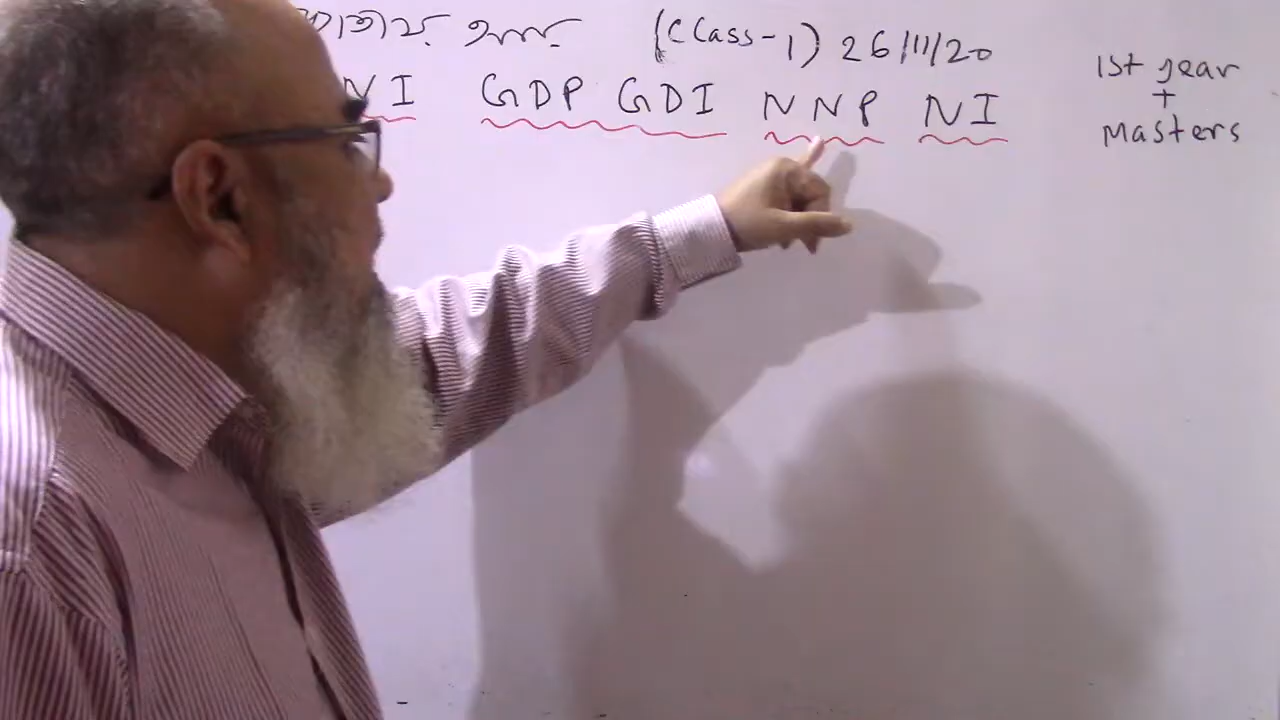 (Class-1) 26/11/20
NI GDP GDI NNP NI
1st year
+
Masters